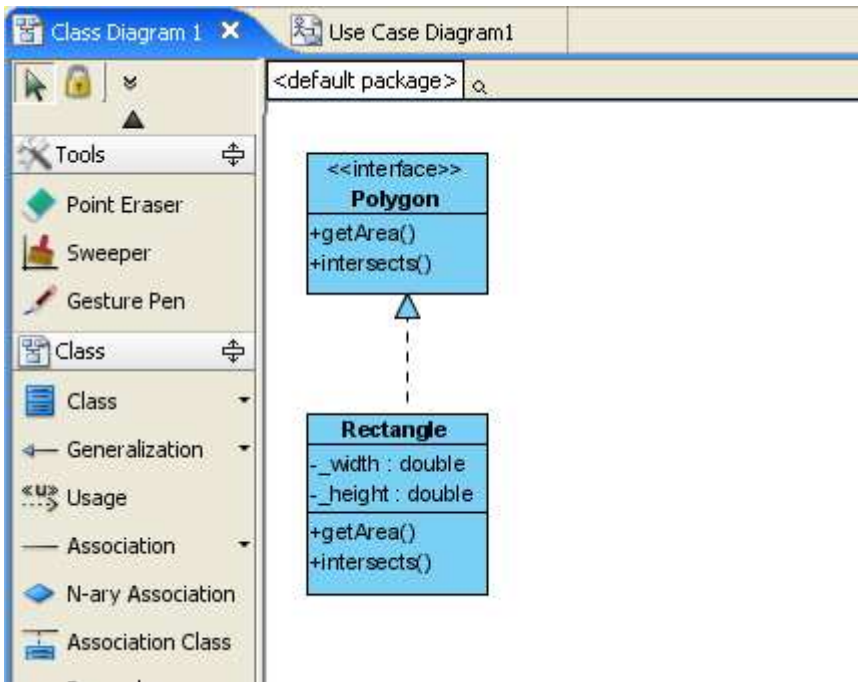 Class Diagram 1
Use Case Diagram1
<default package>
Tools
Point Eraser
Sweeper
Gesture Pen
Class
Class
Generalization
«U»
Usage
Association
N-ary Association
Association Class
<<interface>>
Polygon
+getArea()
+intersects()
Rectangle
-_width : double
-_height : double
+getArea()
+intersects()